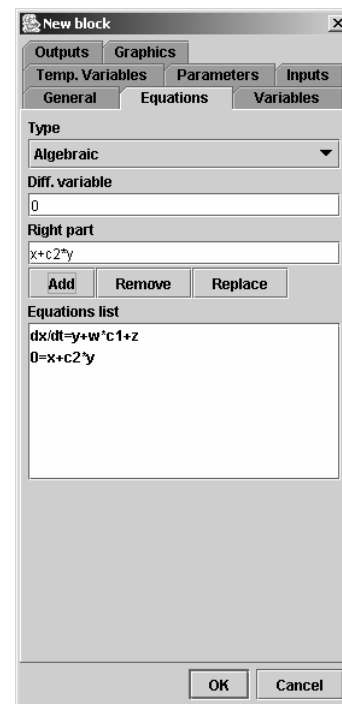 New block
Outputs Graphics
Temp. Variables Parameters Inputs
General Equations Variables
Type
Algebraic
Diff. variable
0
Right part
x+c2*y
Add Remove Replace
Equations list
dx/dt=y+w*c1+z
0=x+c2*y
OK Cancel